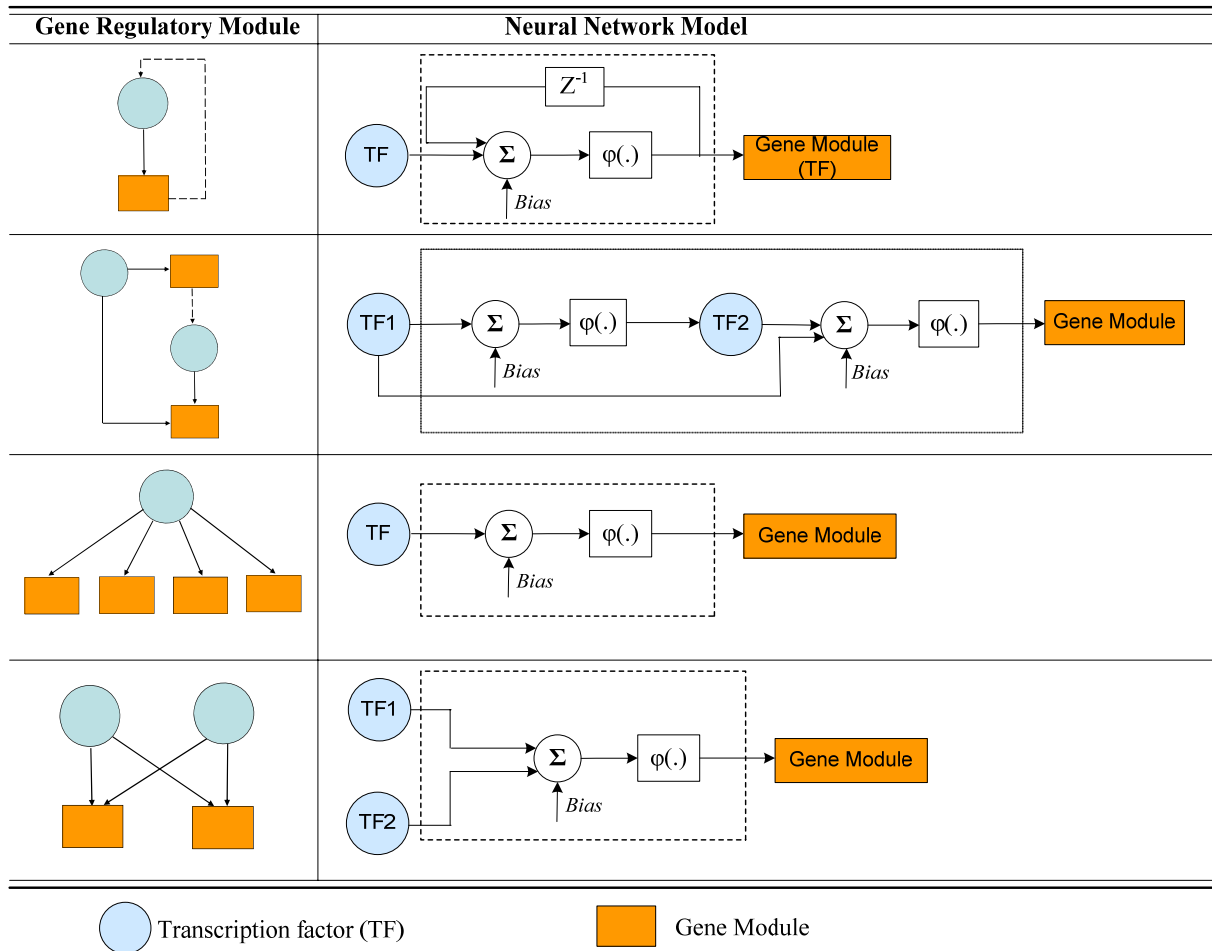 Gene Regulatory Module
Neural Network Model
Z⁻¹
TF
Σ
φ(.)
Gene Module
(TF)
Bias
TF1
Σ
φ(.)
TF2
Σ
φ(.)
Gene Module
Bias
Bias
TF
Σ
φ(.)
Gene Module
Bias
TF1
Σ
φ(.)
Gene Module
Bias
TF2
Transcription factor (TF)
Gene Module